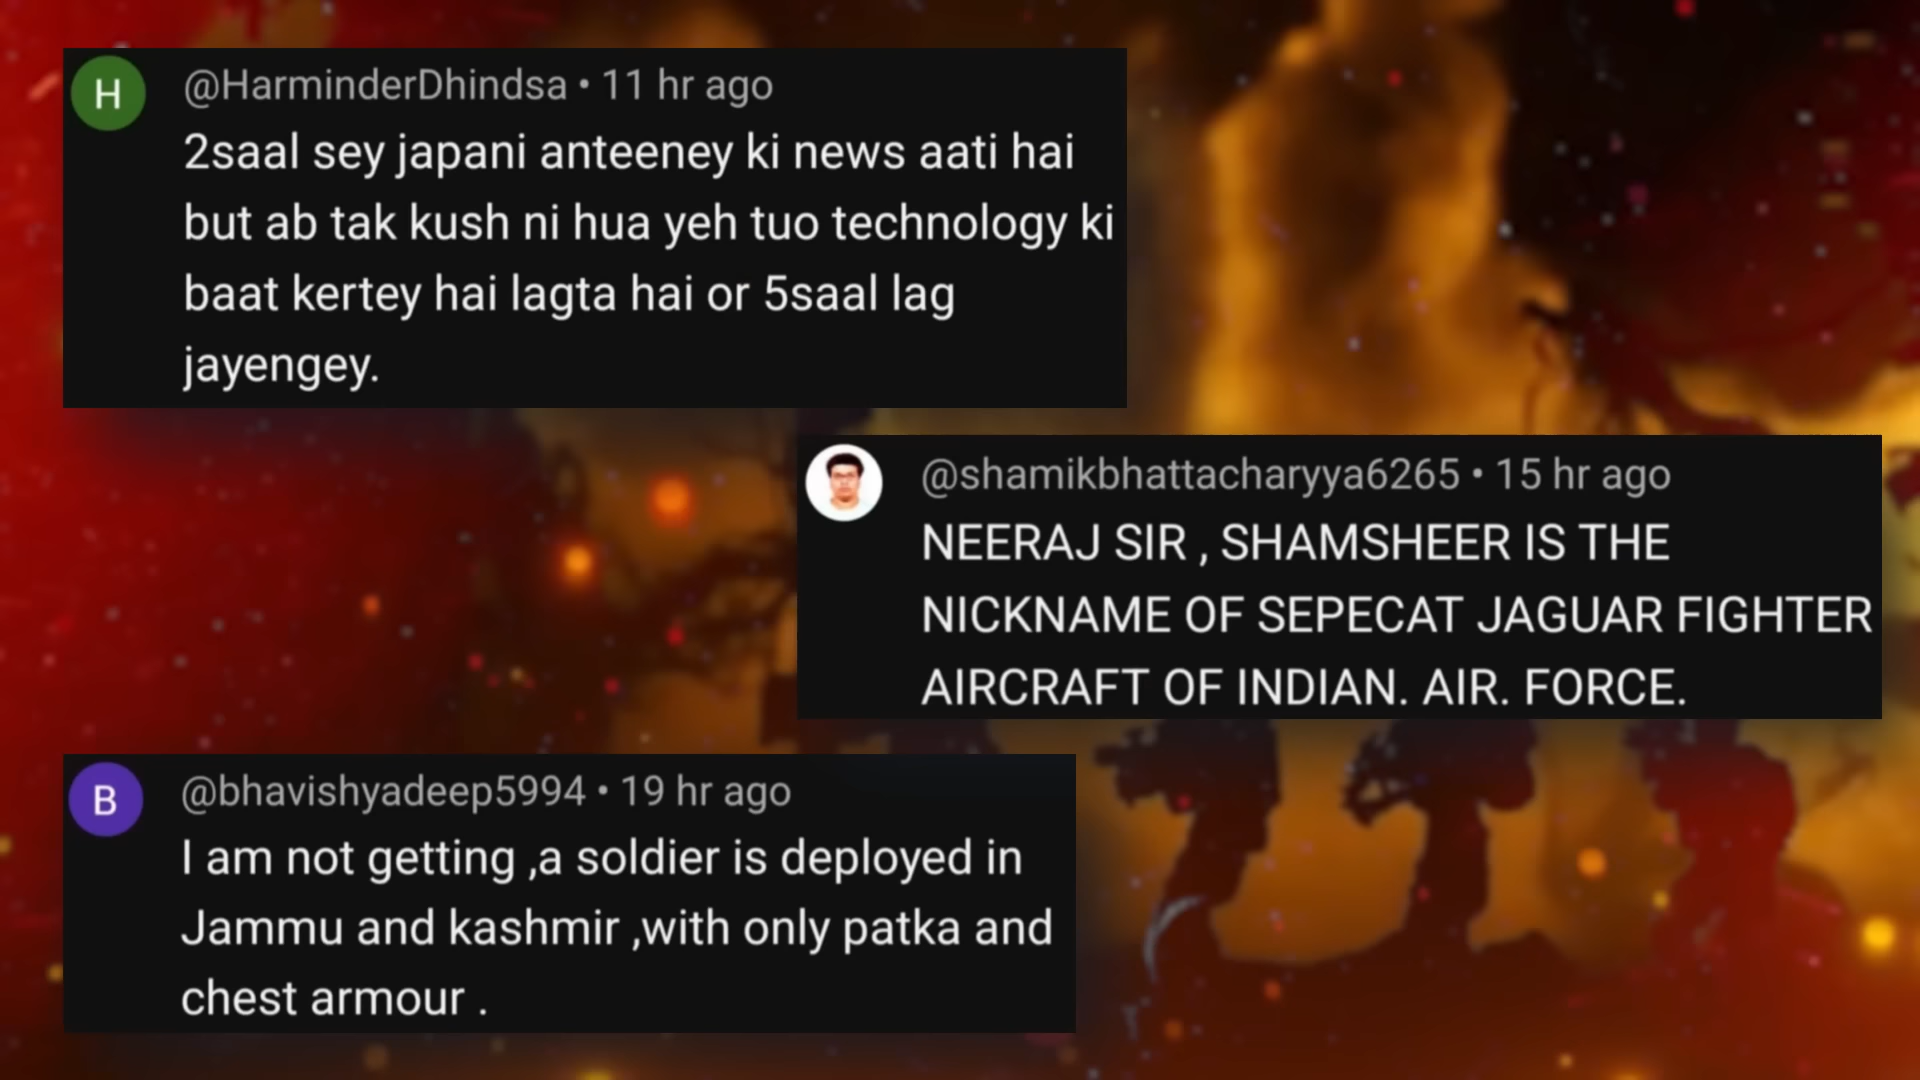 H
@HarminderDhindsa • 11 hr ago
2saal sey japani anteeney ki news aati hai
but ab tak kush ni hua yeh tuo technology ki
baat kertey hai lagta hai or 5saal lag
jayengey.
@shamikbhattacharyya6265 • 15 hr ago
NEERAJ SIR , SHAMSHEER IS THE
NICKNAME OF SEPECAT JAGUAR FIGHTER
AIRCRAFT OF INDIAN. AIR. FORCE.
B
@bhavishyadeep5994 • 19 hr ago
I am not getting ,a soldier is deployed in
Jammu and kashmir ,with only patka and
chest armour .